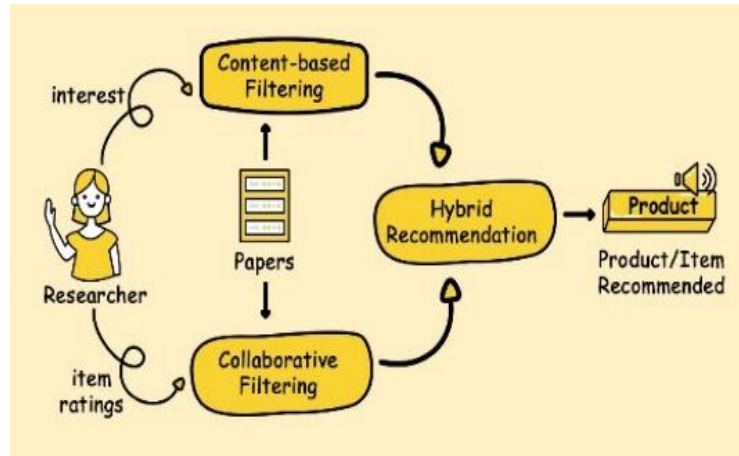 Content-based
Filtering
interest
Researcher
Papers
Hybrid
Recommendation
Product
Product/Item
Recommended
item
ratings
Collaborative
Filtering